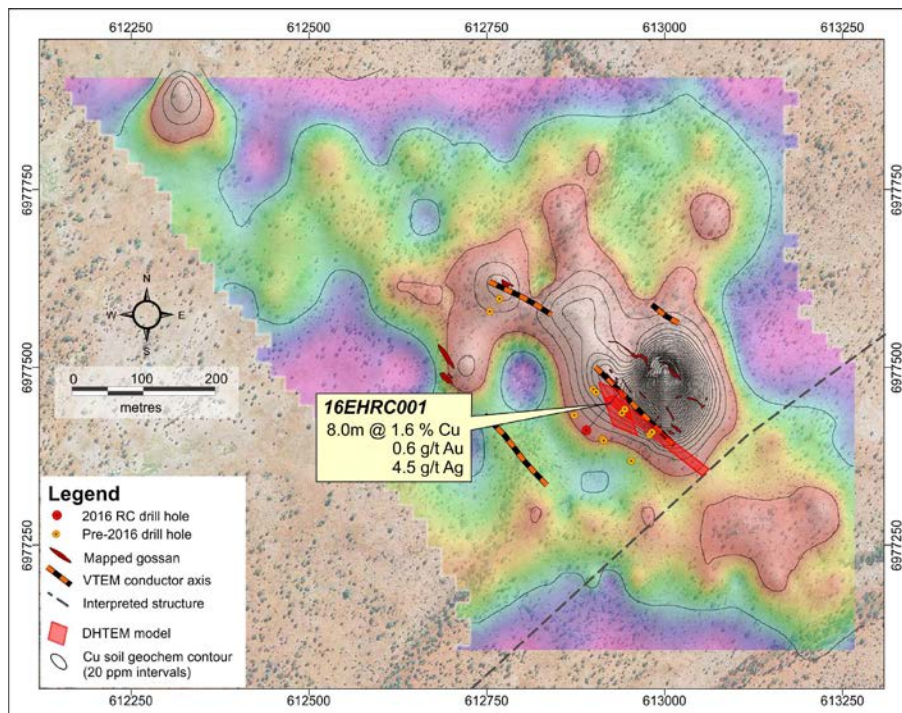 612250
612500
612750
613000
613250
6977750
6977500
6977250
6977750
6977500
6977250
N
W
E
S
0
50
100
200
metres
16EHRC001
8.0m @ 1.6 % Cu
0.6 g/t Au
4.5 g/t Ag
Legend
2016 RC drill hole
Pre-2016 drill hole
Mapped gossan
VTEM conductor axis
Interpreted structure
DHTEM model
Cu soil geochem contour
(20 ppm intervals)
612250
612500
612750
613000
613250